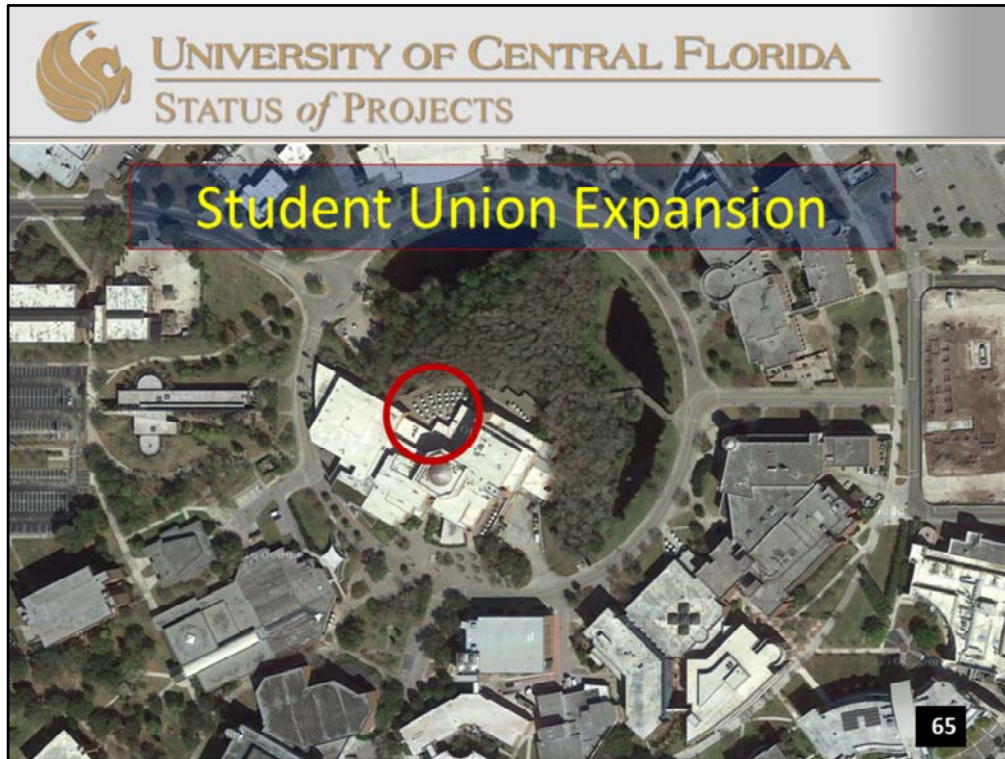 UNIVERSITY OF CENTRAL FLORIDA
STATUS of PROJECTS
Student Union Expansion
65